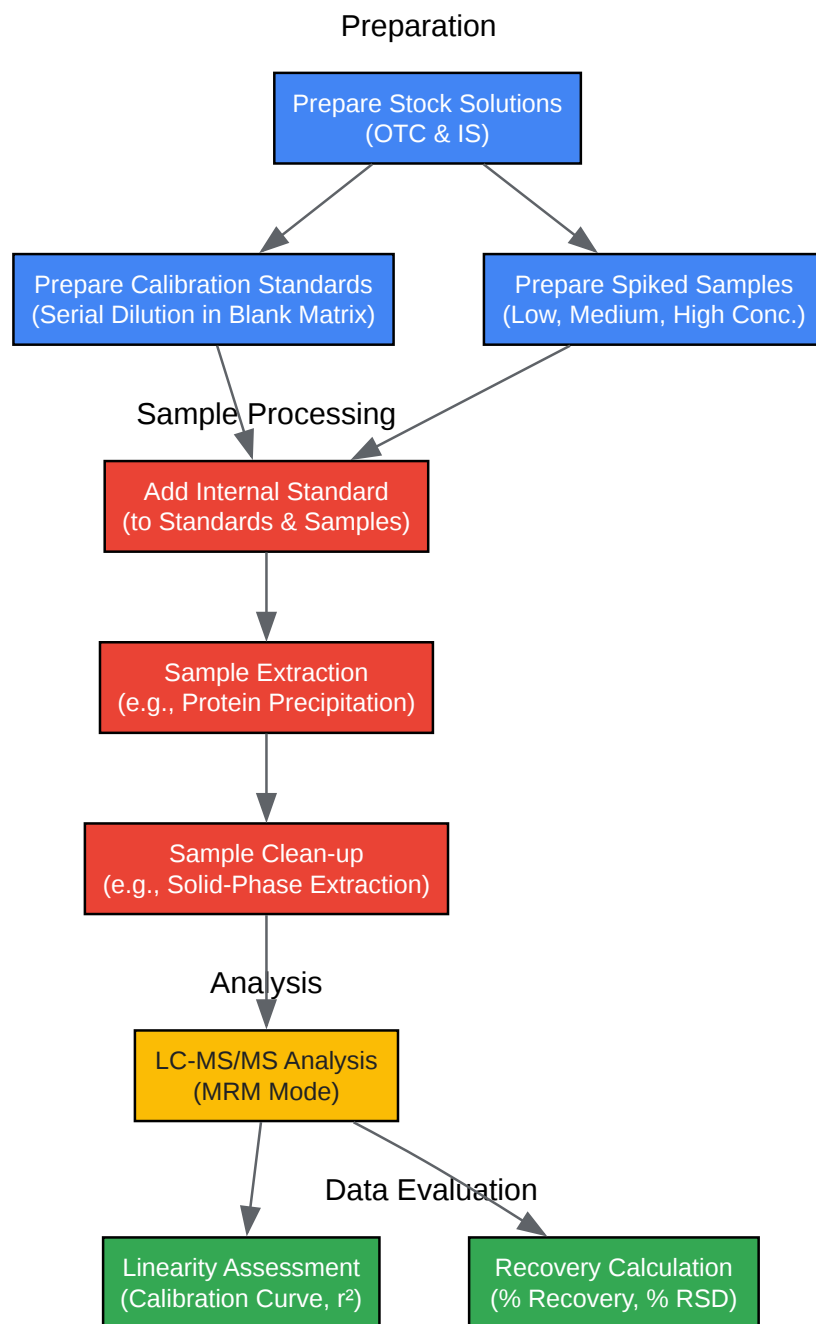 Preparation
Prepare Stock Solutions
(OTC & IS)
Prepare Calibration Standards
(Serial Dilution in Blank Matrix)
Prepare Spiked Samples
(Low, Medium, High Conc.)
Sample Processing
Add Internal Standard
(to Standards & Samples)
Sample Extraction
(e.g., Protein Precipitation)
Sample Clean-up
(e.g., Solid-Phase Extraction)
Analysis
LC-MS/MS Analysis
(MRM Mode)
Data Evaluation
Linearity Assessment
(Calibration Curve, r²)
Recovery Calculation
(% Recovery, % RSD)